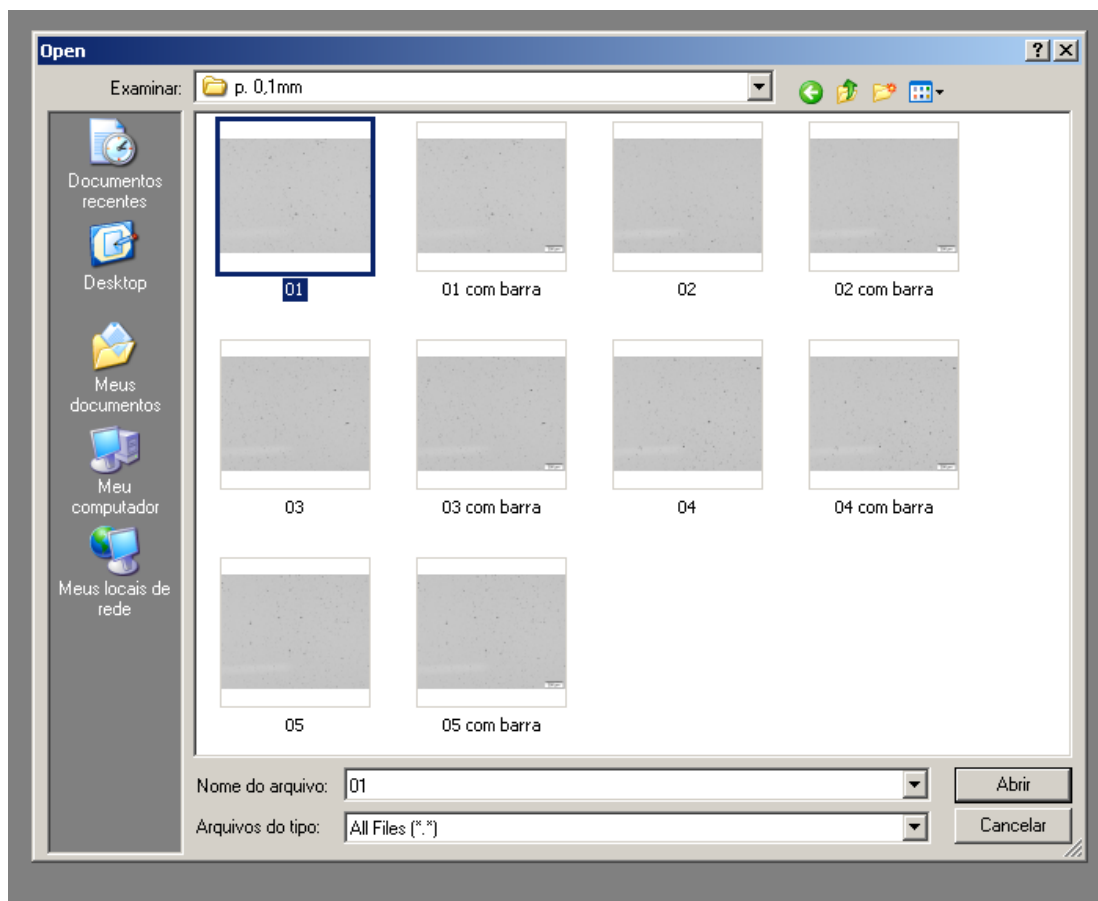 Open
Examinar:
p. 0,1mm
Documentos
recentes
Desktop
Meus
documentos
Meu
computador
Meus locais de
rede
01
01 com barra
02
02 com barra
03
03 com barra
04
04 com barra
05
05 com barra
Nome do arquivo:
01
Abrir
Arquivos do tipo:
All Files (*.*)
Cancelar